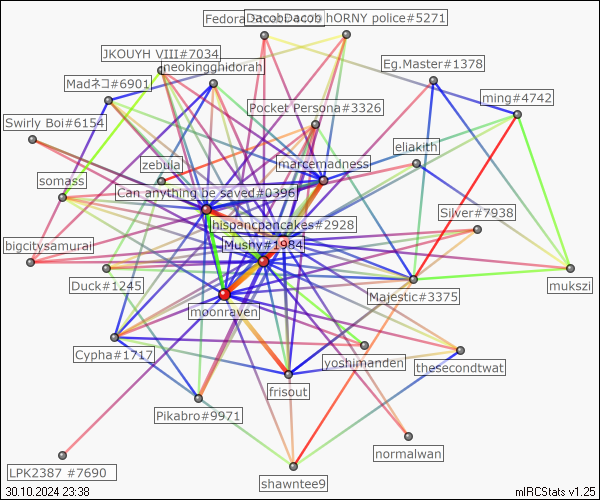 Dacob Dacob hORNY police#5271
JKOUYH VIII#7034
neokingghidorah
Eg.Master#1378
Madネコ#6901
ming#4742
Pocket Persona#3326
Swirly Boi#6154
eliakith
zebula
marcemadness
somass
Can anything be saved#0396
Silver#7938
hispancpancakes#2928
bigcitysamurai
Mushy#1984
Duck#1245
Majestic#3375
mukszi
moonraven
Cypha#1717
yoshimanden
thesecondtwat
frisout
Pikabro#9971
normalwan
LPK2387 #7690
shawntee9
30.10.2024 23:38
mIRCStats v1.25